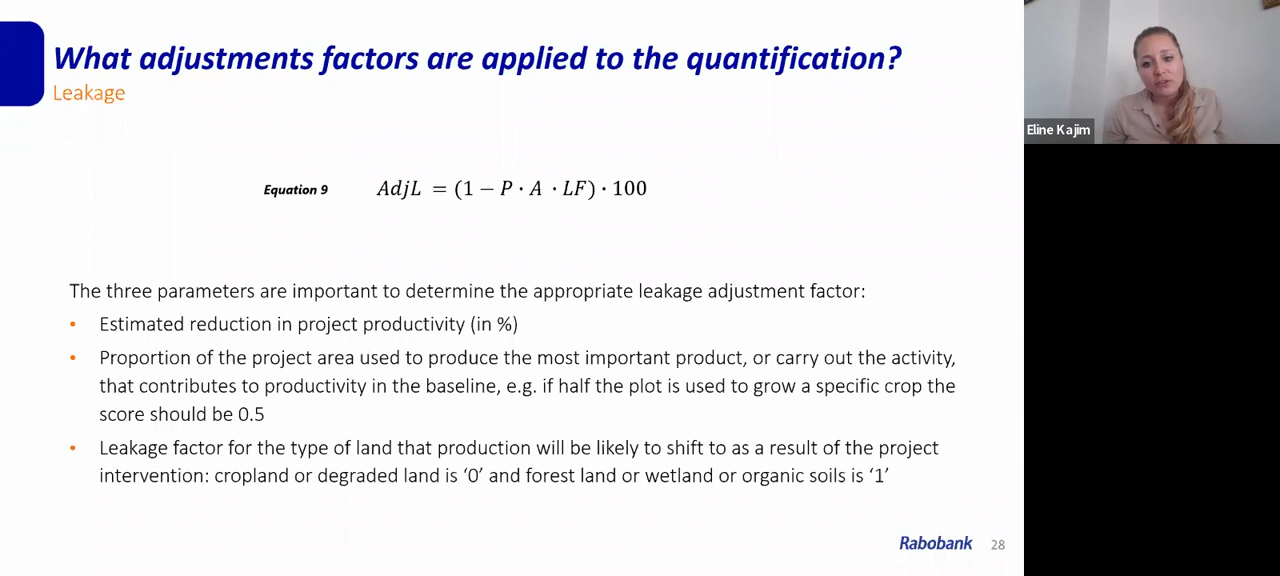 What adjustments factors are applied to the quantification?
Leakage
Eline Kajim
Equation 9 AdjL = (1 − P · A · LF) · 100
The three parameters are important to determine the appropriate leakage adjustment factor:
• Estimated reduction in project productivity (in %)
• Proportion of the project area used to produce the most important product, or carry out the activity,
that contributes to productivity in the baseline, e.g. if half the plot is used to grow a specific crop the
score should be 0.5
• Leakage factor for the type of land that production will be likely to shift to as a result of the project
intervention: cropland or degraded land is ‘0’ and forest land or wetland or organic soils is ‘1’
Rabobank 28